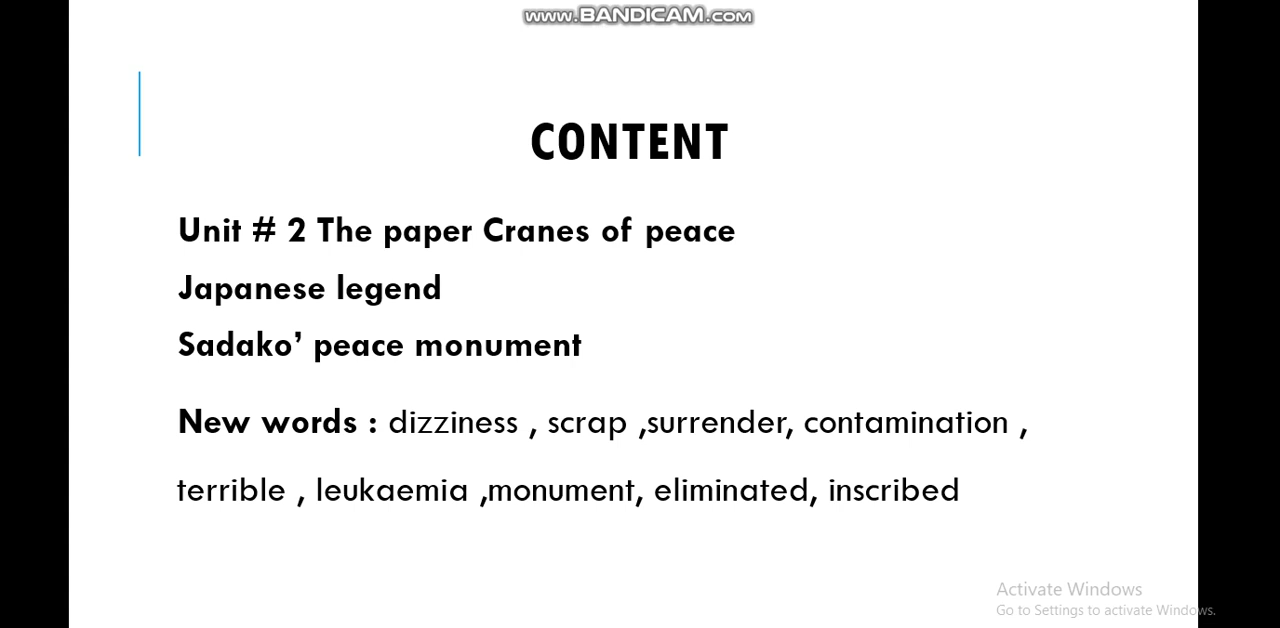 www.BANDICAM.com
CONTENT
Unit # 2 The paper Cranes of peace
Japanese legend
Sadako’ peace monument
New words : dizziness , scrap ,surrender, contamination ,
terrible , leukaemia ,monument, eliminated, inscribed
Activate Windows
Go to Settings to activate Windows.